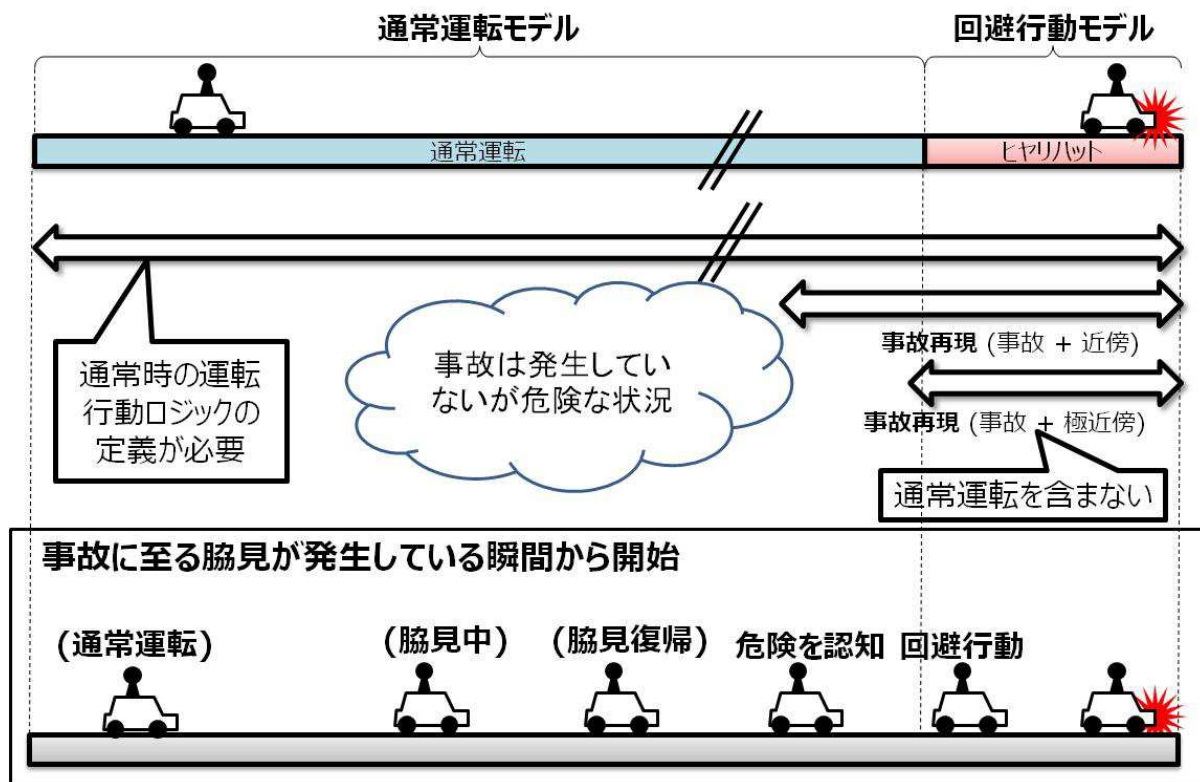 通常運転モデル
回避行動モデル
通常運転
ヒヤリハット
事故は発生してい
ないが危険な状況
通常時の運転
行動ロジックの
定義が必要
事故再現 (事故 + 近傍)
事故再現 (事故 + 極近傍)
通常運転を含まない
事故に至る脇見が発生している瞬間から開始
(通常運転)
(脇見中)
(脇見復帰)
危険を認知
回避行動